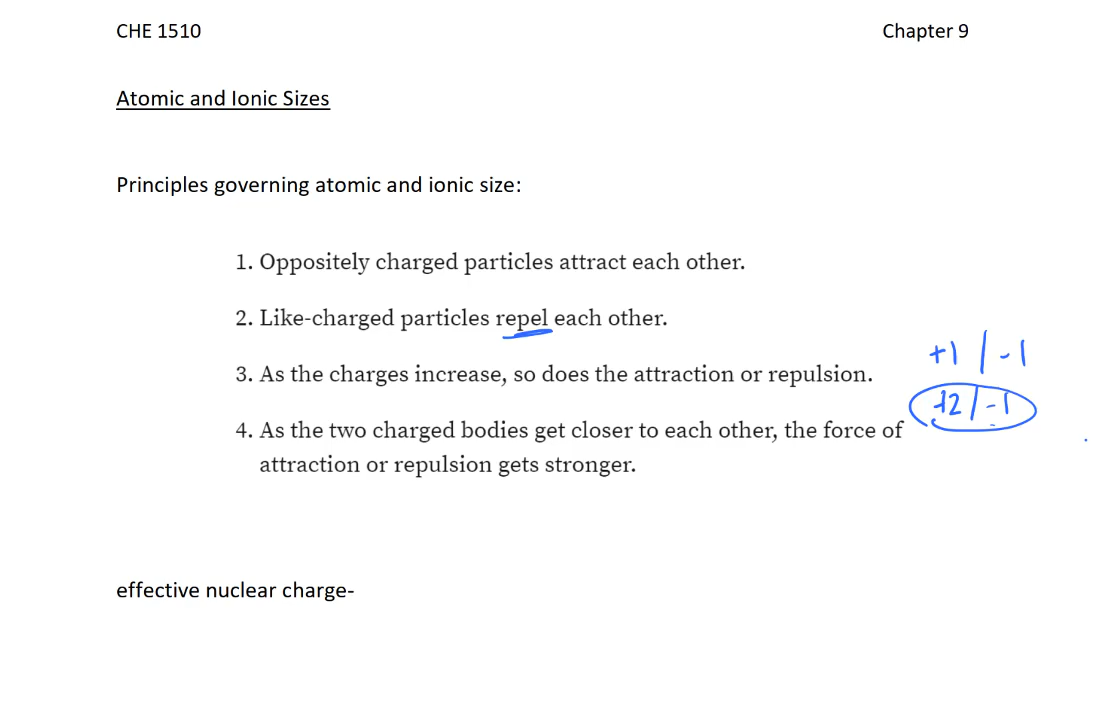 CHE 1510
Chapter 9
Atomic and Ionic Sizes
Principles governing atomic and ionic size:
1. Oppositely charged particles attract each other.
2. Like-charged particles repel each other.
+1 / -1
3. As the charges increase, so does the attraction or repulsion.
+2 / -1
4. As the two charged bodies get closer to each other, the force of
attraction or repulsion gets stronger.
effective nuclear charge-